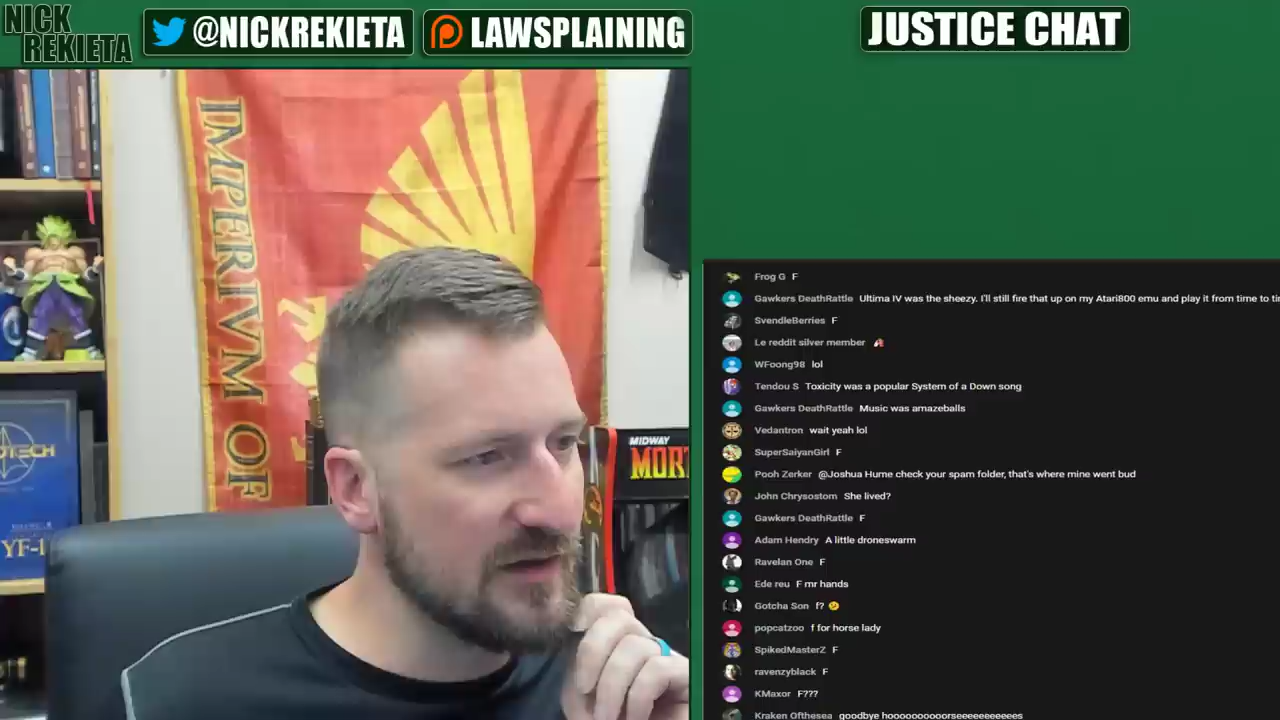 NICK
REKIETA
@NICKREKIETA
LAWSPLAINING
JUSTICE CHAT
IMPERIVM OF
MIDWAY
MORT
OTECH
YF-1
Frog G F
Gawkers DeathRattle Ultima IV was the sheezy. I'll still fire that up on my Atari800 emu and play it from time to ti
SvendleBerries F
Le reddit silver member
WFoong98 lol
Tendou S Toxicity was a popular System of a Down song
Gawkers DeathRattle Music was amazeballs
Vedantron wait yeah lol
SuperSaiyanGirl F
Pooh Zerker @Joshua Hume check your spam folder, that's where mine went bud
John Chrysostom She lived?
Gawkers DeathRattle F
Adam Hendry A little droneswarm
Ravelan One F
Ede reu F mr hands
Gotcha Son f? 😕
popcatzoo f for horse lady
SpikedMasterZ F
ravenzyblack F
KMaxor F???
Kraken Ofthesea goodbye hoooooooooorseeeeeeeeeees